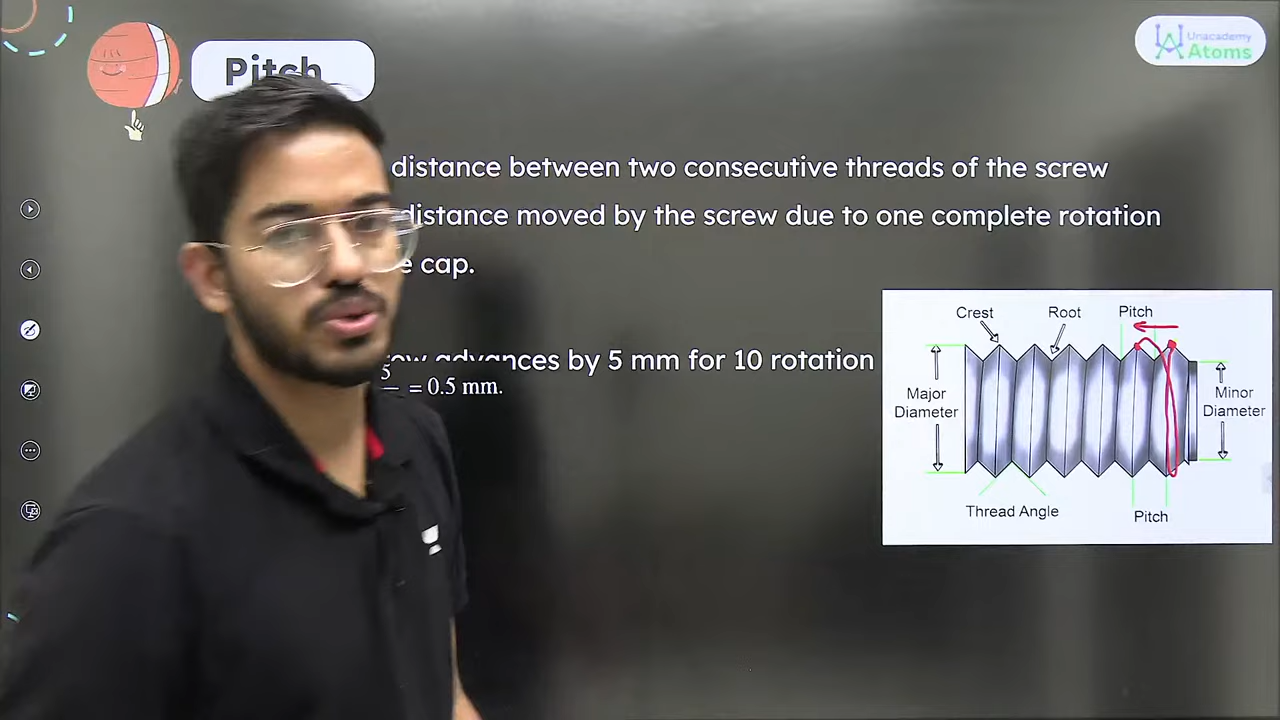 Pitch
Unacademy
Atoms
distance between two consecutive threads of the screw
distance moved by the screw due to one complete rotation
cap.
advances by 5 mm for 10 rotation
5
= 0.5 mm.
Crest
Root
Pitch
Major
Diameter
Minor
Diameter
Thread Angle
Pitch